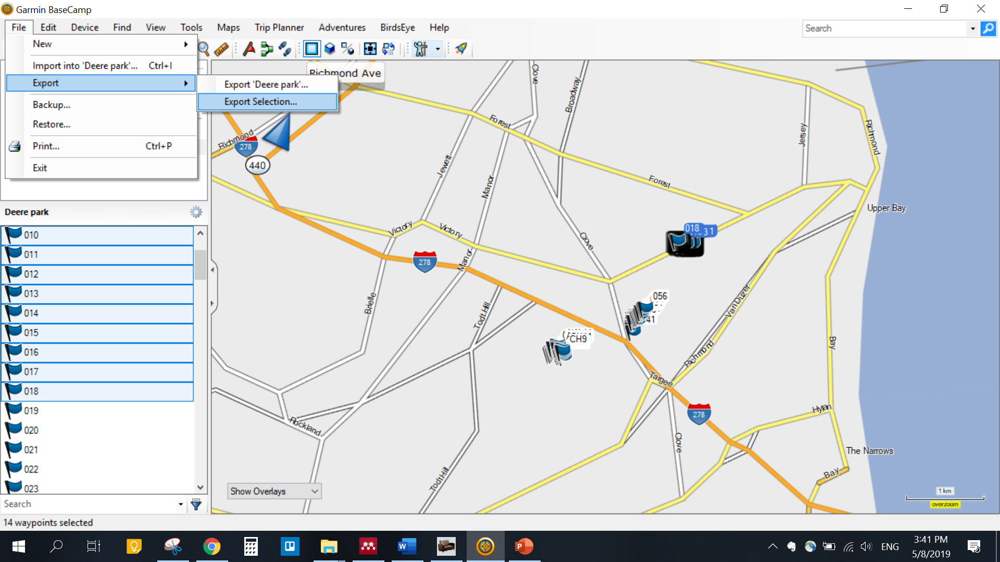 Garmin BaseCamp
File Edit Device Find View Tools Maps Trip Planner Adventures BirdsEye Help
Search
New
Import into 'Deere park'... Ctrl+I
Export
Backup...
Restore...
Print... Ctrl+P
Exit
Export 'Deere park'...
Export Selection...
Richmond Ave
Deere park
010
011
012
013
014
015
016
017
018
019
020
021
022
023
Search
14 waypoints selected
Clove
Broadway
Forest
Richmond
278
440
Jewett
Manor
Jersey
Richmond
Forest
Upper Bay
Victory
Victory
Clove
018
31
278
Manor
Brielle
Todt Hill
056
41
CH9
Van Duzer
Richmond
Bay
Targee
278
Hylan
Rockland
Clove
The Narrows
Bay
Todt Hill
Show Overlays
1 km
overzoom
W
P
ENG
3:41 PM
5/8/2019